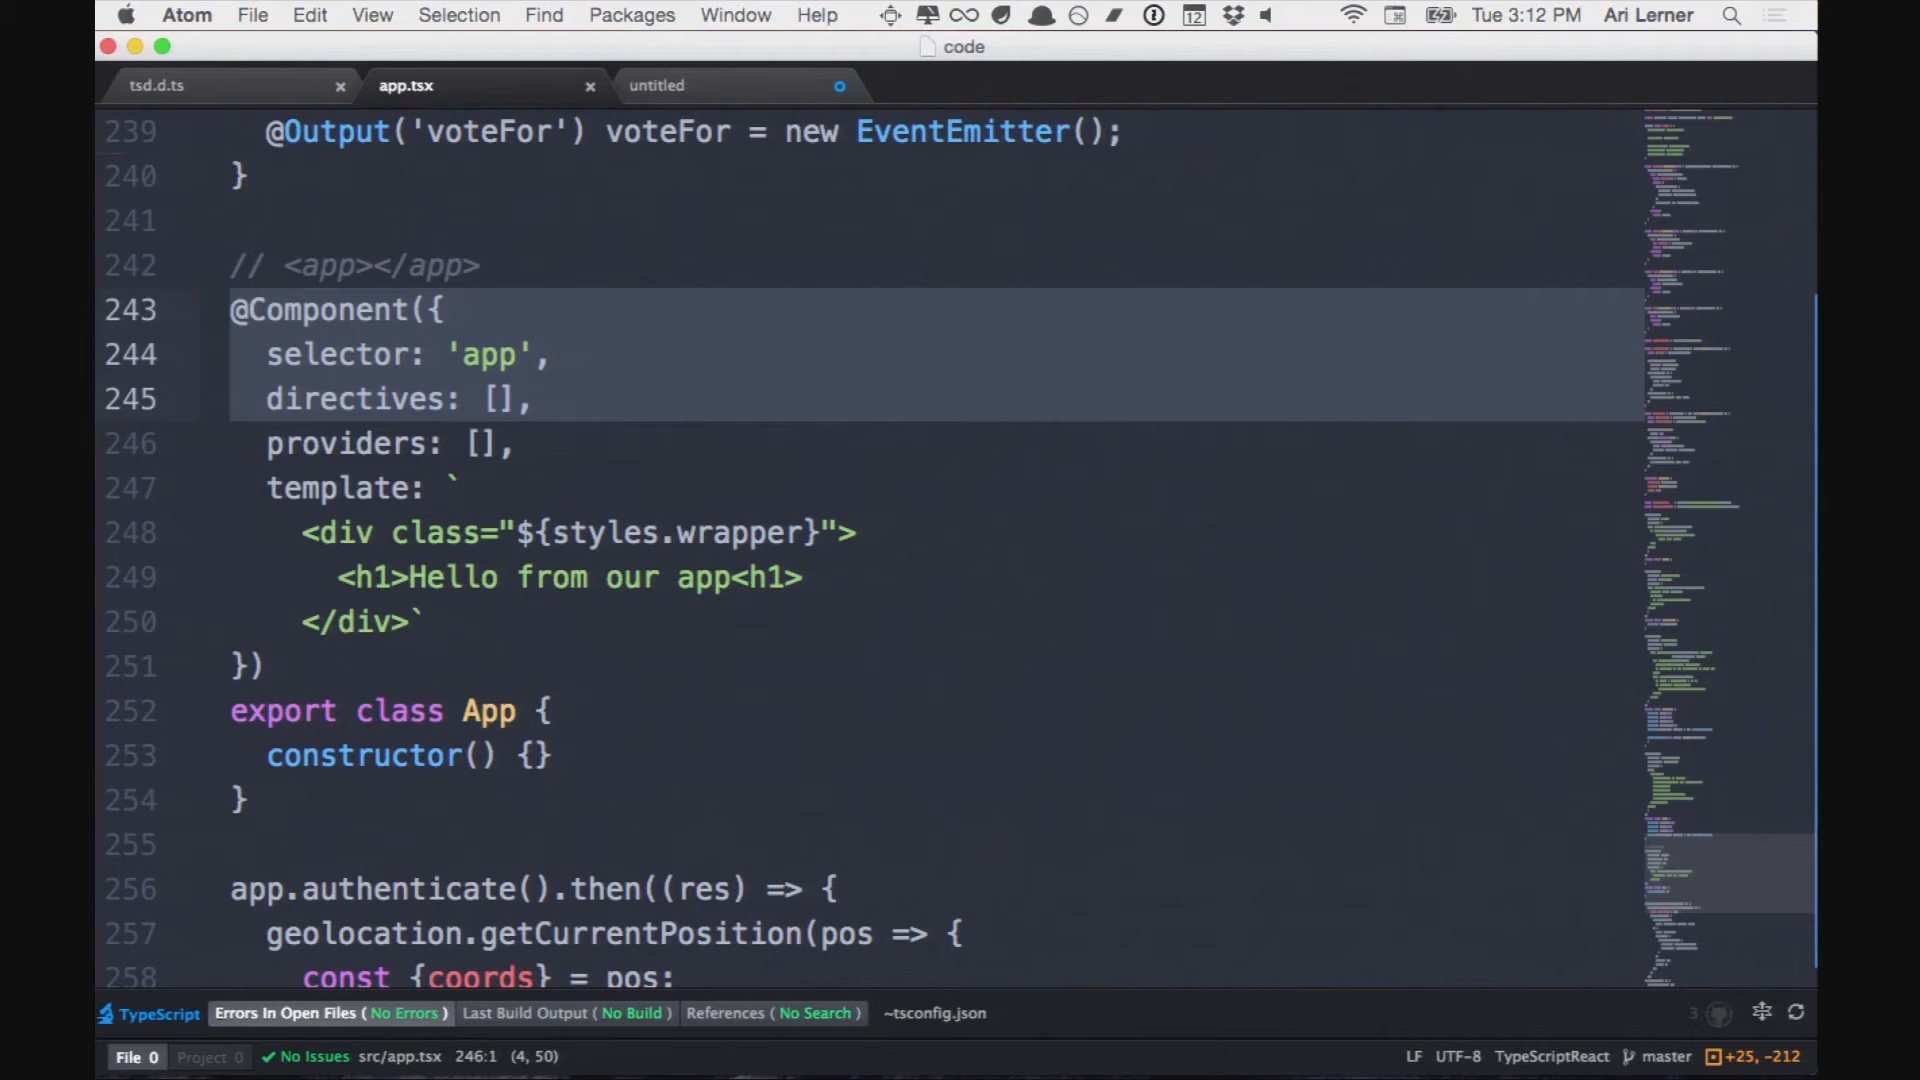 Atom File Edit View Selection Find Packages Window Help 12 Tue 3:12 PM Ari Lerner
code
tsd.d.ts app.tsx untitled
239 @Output('voteFor') voteFor = new EventEmitter();
240 }
241
242 // <app></app>
243 @Component({
244 selector: 'app',
245 directives: [],
246 providers: [],
247 template: `
248 <div class="${styles.wrapper}">
249 <h1>Hello from our app<h1>
250 </div>`
251 })
252 export class App {
253 constructor() {}
254 }
255
256 app.authenticate().then((res) => {
257 geolocation.getCurrentPosition(pos => {
258 const {coords} = pos;
TypeScript Errors In Open Files ( No Errors ) Last Build Output ( No Build ) References ( No Search ) ~tsconfig.json 3
File 0 Project 0 No Issues src/app.tsx 246:1 (4, 50) LF UTF-8 TypeScriptReact master +25, -212